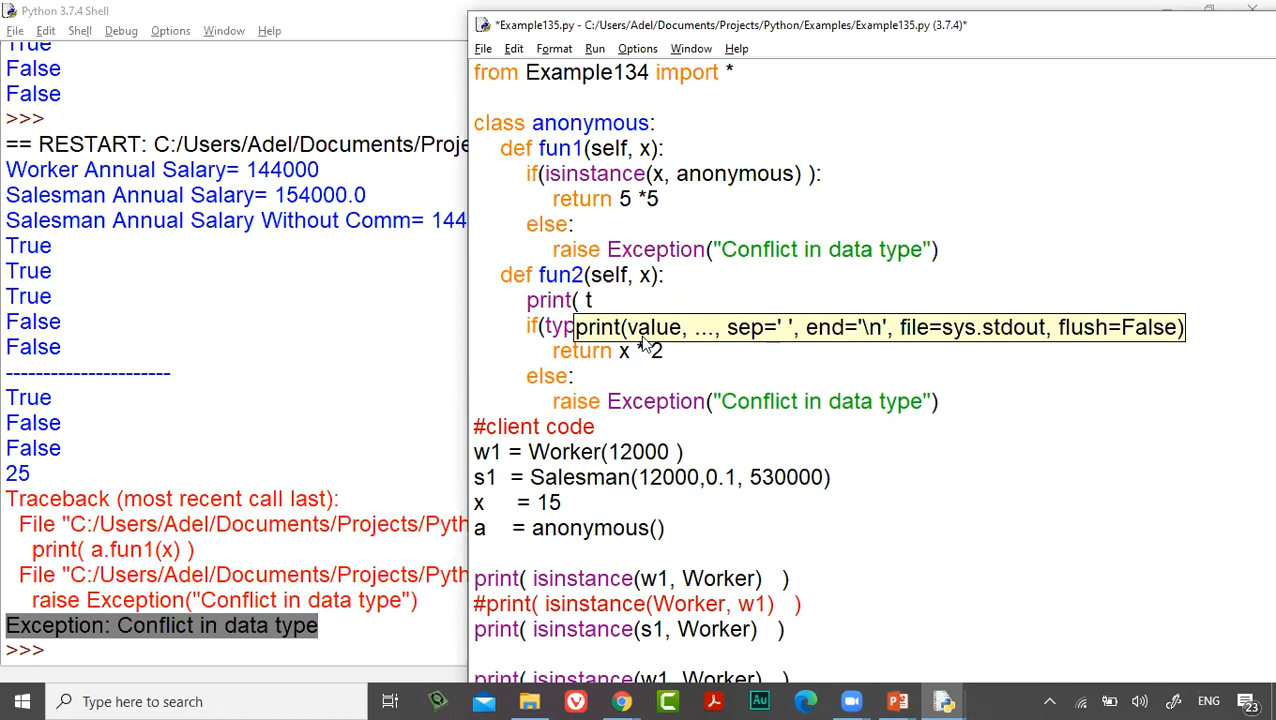 Python 3.7.4 Shell
File Edit Shell Debug Options Window Help
True
False
False
>>>
== RESTART: C:/Users/Adel/Documents/Proje
Worker Annual Salary= 144000
Salesman Annual Salary= 154000.0
Salesman Annual Salary Without Comm= 144
True
True
True
False
False
----------------------
True
False
False
25
Traceback (most recent call last):
File "C:/Users/Adel/Documents/Projects/Pyth
print( a.fun1(x) )
File "C:/Users/Adel/Documents/Projects/Pyth
raise Exception("Conflict in data type")
Exception: Conflict in data type
>>>
*Example135.py - C:/Users/Adel/Documents/Projects/Python/Examples/Example135.py (3.7.4)*
File Edit Format Run Options Window Help
from Example134 import *
class anonymous:
def fun1(self, x):
if(isinstance(x, anonymous) ):
return 5 *5
else:
raise Exception("Conflict in data type")
def fun2(self, x):
print( t
if(typ
print(value, ..., sep=' ', end='\n', file=sys.stdout, flush=False)
return x * 2
else:
raise Exception("Conflict in data type")
#client code
w1 = Worker(12000 )
s1 = Salesman(12000,0.1, 530000)
x = 15
a = anonymous()
print( isinstance(w1, Worker) )
#print( isinstance(Worker, w1) )
print( isinstance(s1, Worker) )
print( isinstance(w1, Worker) )
Type here to search
Au
ENG
23